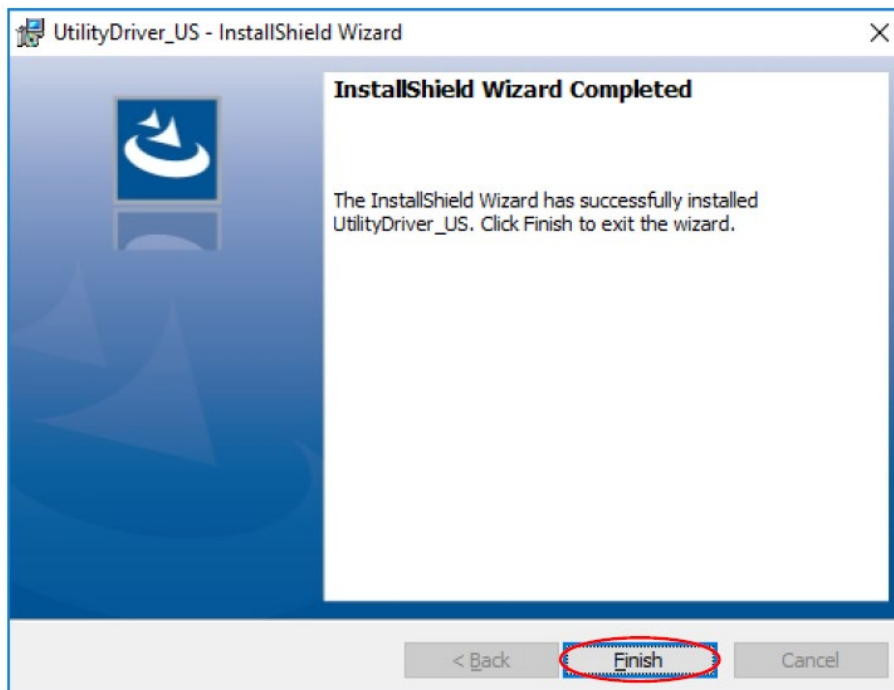 UtilityDriver_US - InstallShield Wizard
InstallShield Wizard Completed
The InstallShield Wizard has successfully installed
UtilityDriver_US. Click Finish to exit the wizard.
< Back
Finish
Cancel